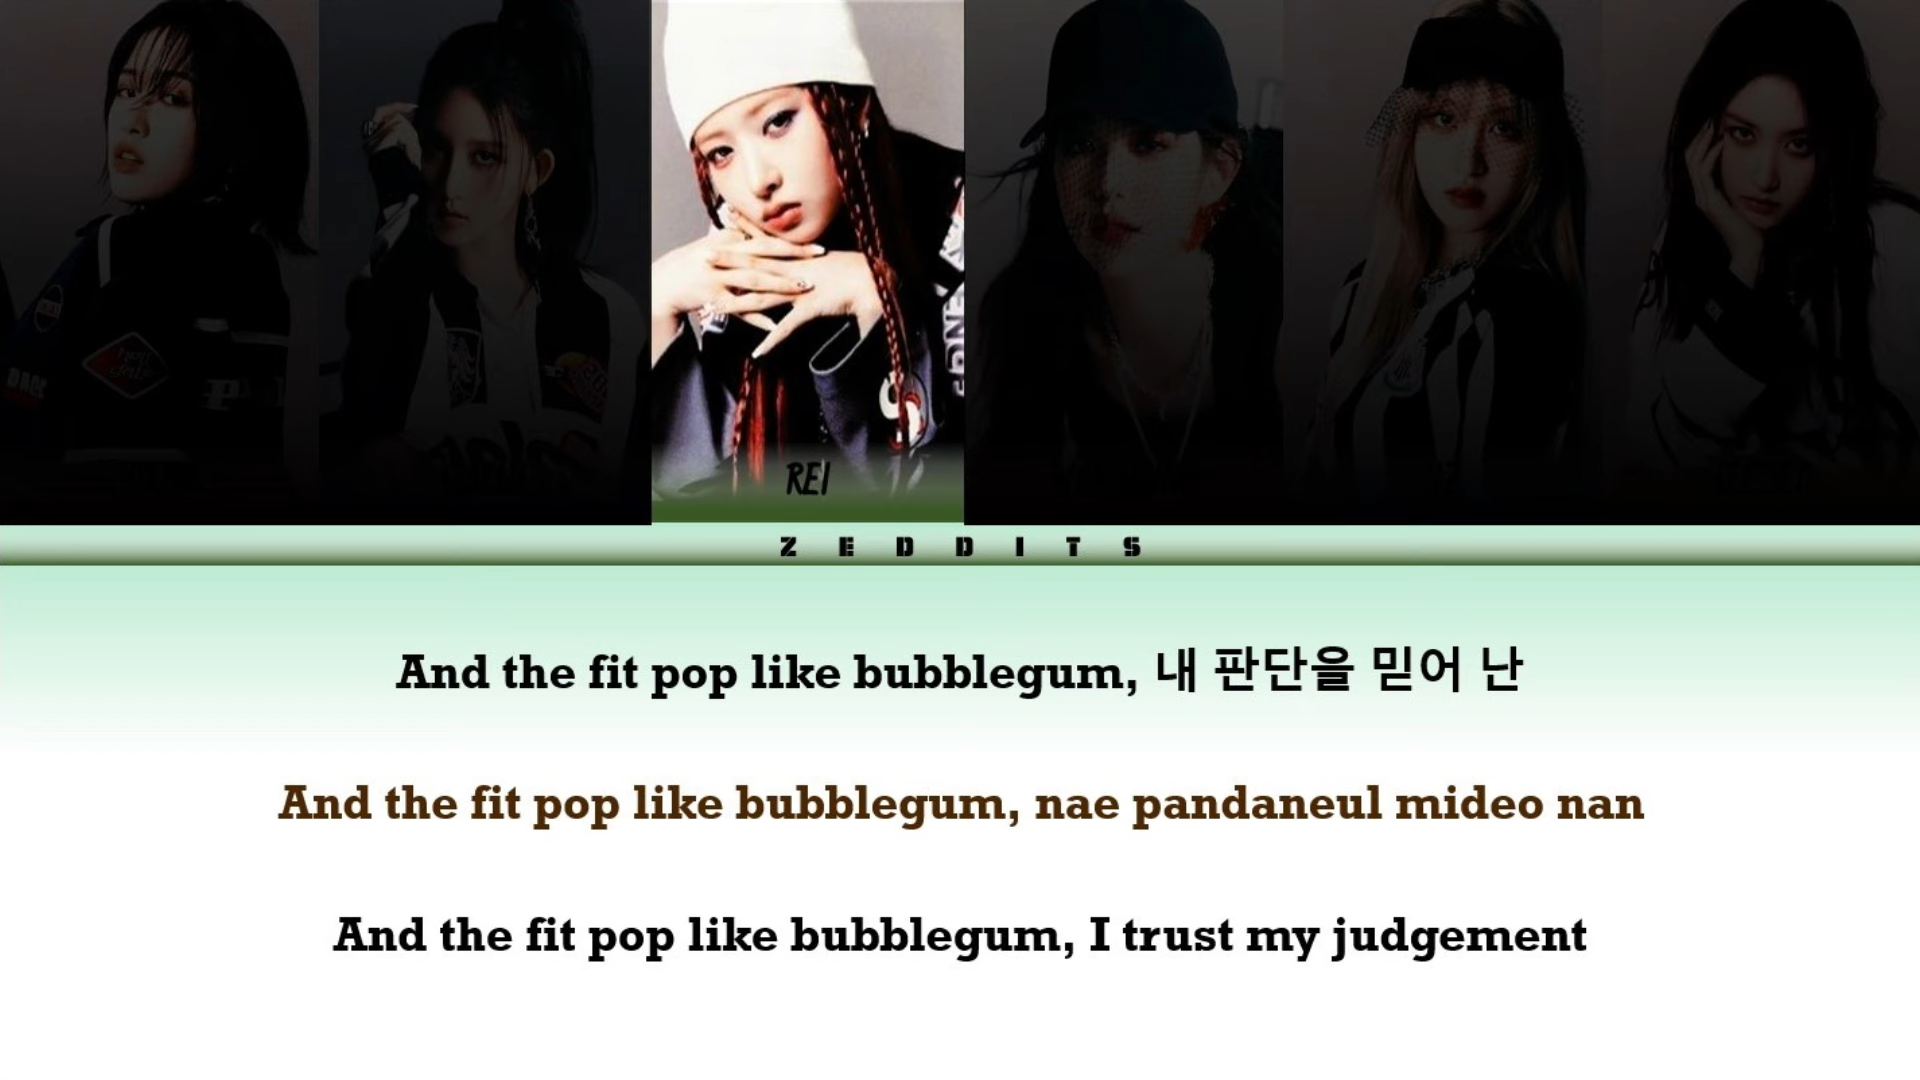 REI
Z E D D I T S
And the fit pop like bubblegum, 내 판단을 믿어 난
And the fit pop like bubblegum, nae pandaneul mideo nan
And the fit pop like bubblegum, I trust my judgement